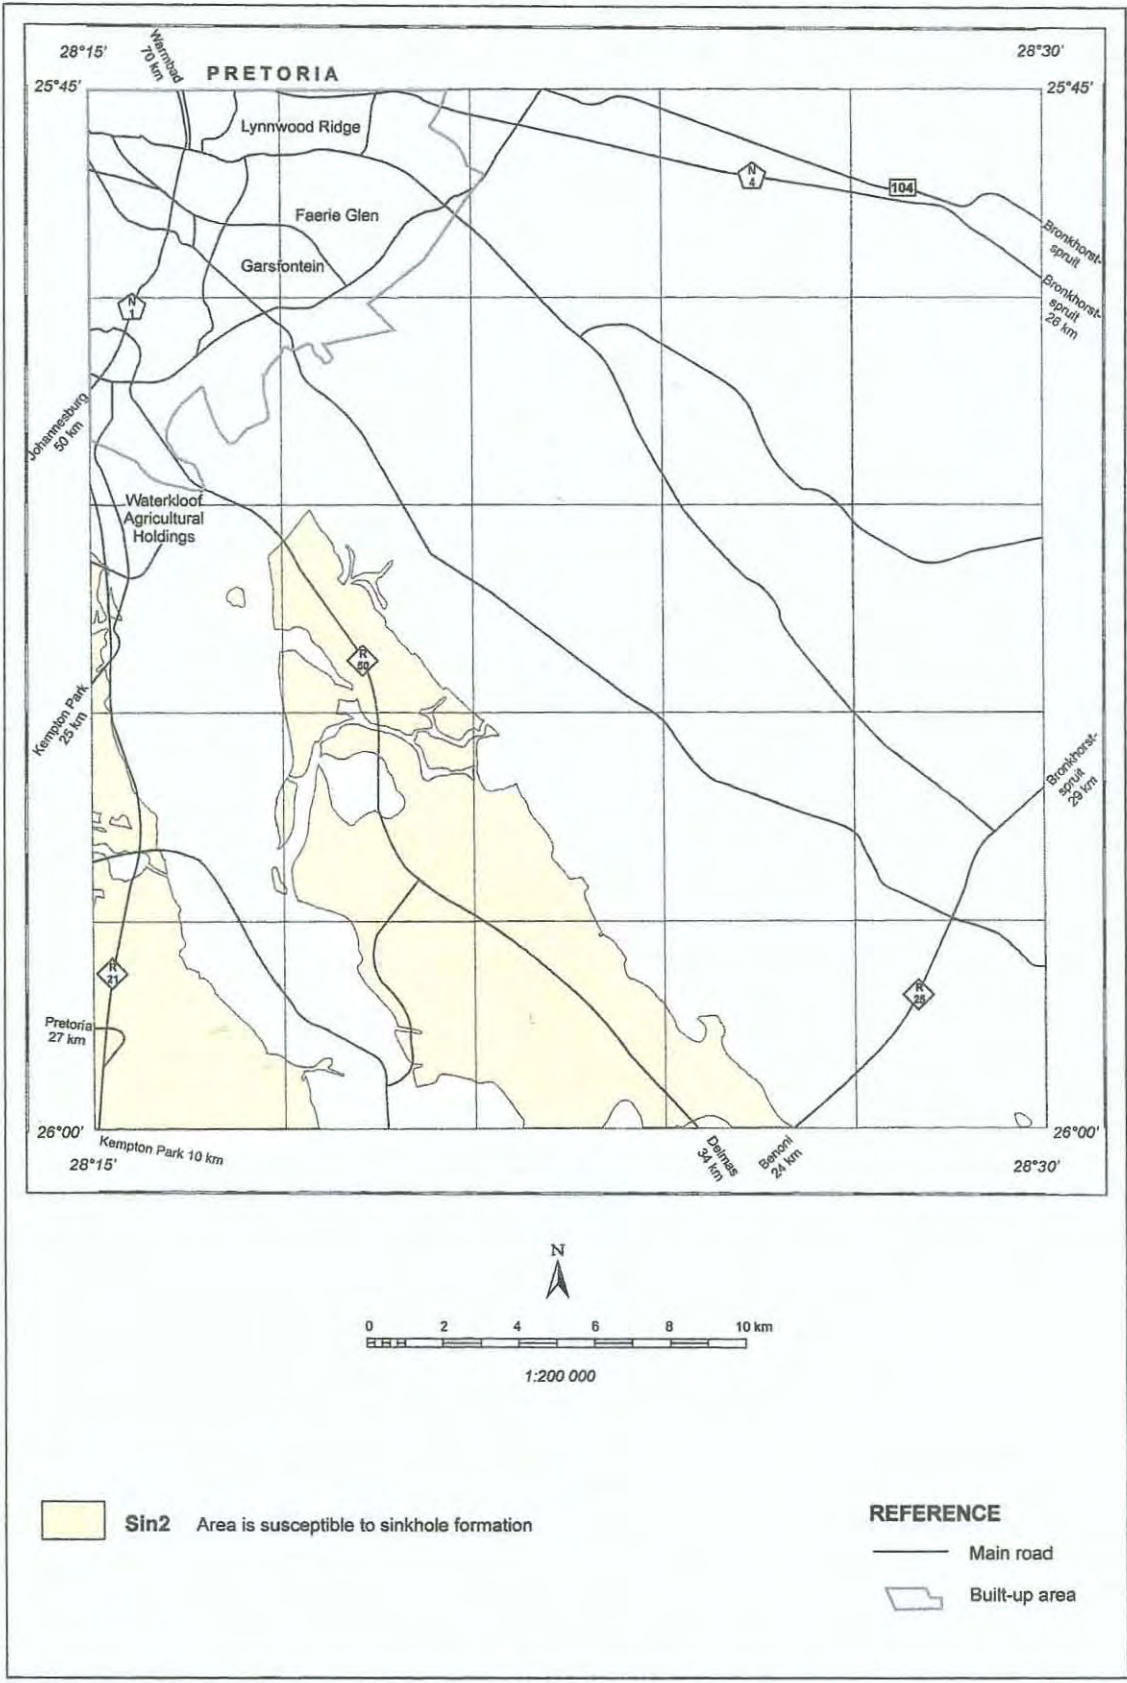 28°15'
Warmbad
70 km
PRETORIA
28°30'
25°45'
25°45'
Lynnwood Ridge
N
4
104
Faerie Glen
Bronkhorst-
spruit
Garsfontein
Bronkhorst-
spruit
26 km
N
1
Johannesburg
50 km
Waterkloof
Agricultural
Holdings
R
50
Kempton Park
25 km
Bronkhorst-
spruit
29 km
R
21
R
25
Pretoria
27 km
26°00'
26°00'
Kempton Park 10 km
Delmas
34 km
Benoni
24 km
28°15'
28°30'
N
0 2 4 6 8 10 km
1:200 000
Sin2 Area is susceptible to sinkhole formation
REFERENCE
Main road
Built-up area